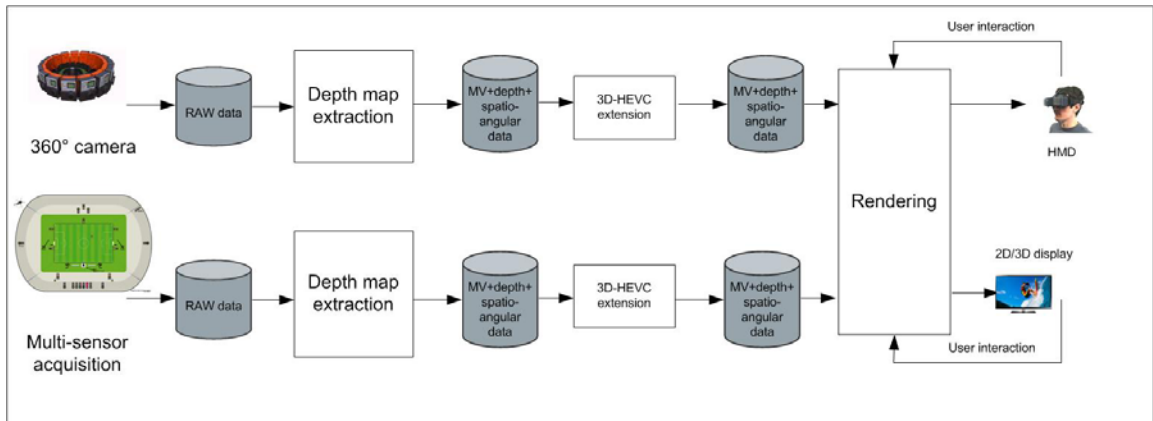 User interaction
360° camera
RAW data
Depth map
extraction
MV+depth+
spatio-
angular
data
3D-HEVC
extension
MV+depth+
spatio-
angular
data
Rendering
HMD
Multi-sensor
acquisition
RAW data
Depth map
extraction
MV+depth+
spatio-
angular
data
3D-HEVC
extension
MV+depth+
spatio-
angular
data
2D/3D display
User interaction